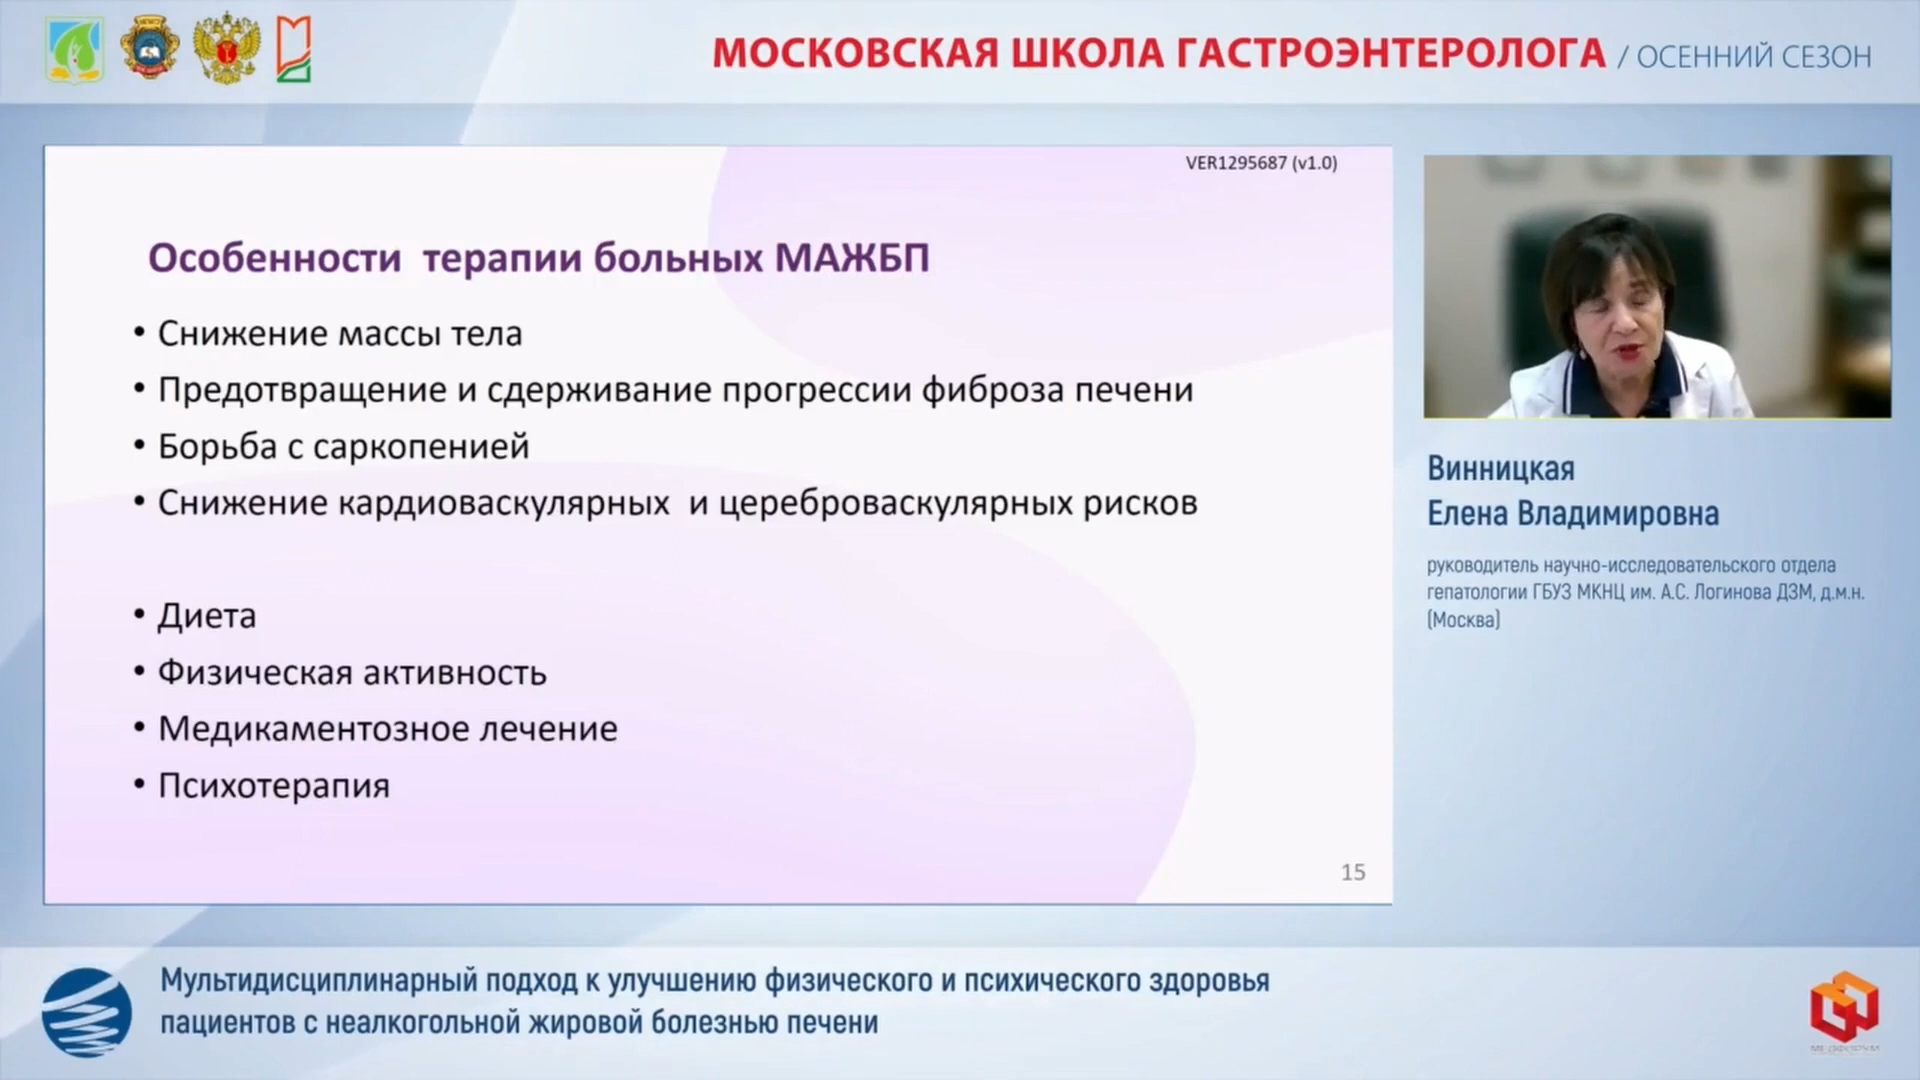 МОСКОВСКАЯ ШКОЛА ГАСТРОЭНТЕРОЛОГА / ОСЕННИЙ СЕЗОН
VER1295687 (v1.0)
Особенности терапии больных МАЖБП
• Снижение массы тела
• Предотвращение и сдерживание прогрессии фиброза печени
• Борьба с саркопенией
• Снижение кардиоваскулярных и цереброваскулярных рисков
• Диета
• Физическая активность
• Медикаментозное лечение
• Психотерапия
15
Винницкая
Елена Владимировна
руководитель научно-исследовательского отдела
гепатологии ГБУЗ МКНЦ им. А.С. Логинова ДЗМ, д.м.н.
(Москва)
Мультидисциплинарный подход к улучшению физического и психического здоровья
пациентов с неалкогольной жировой болезнью печени